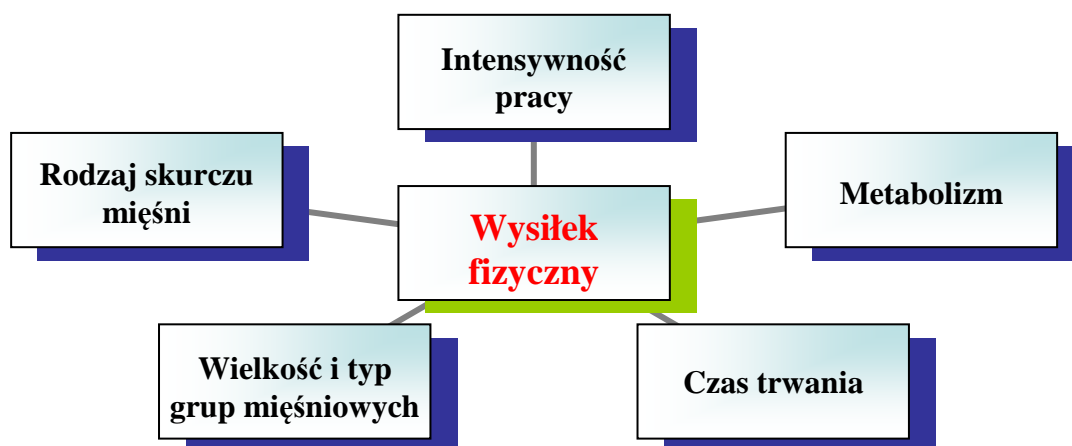 Intensywność
pracy
Rodzaj skurczu
mięśni
Metabolizm
Wysiłek
fizyczny
Wielkość i typ
grup mięśniowych
Czas trwania